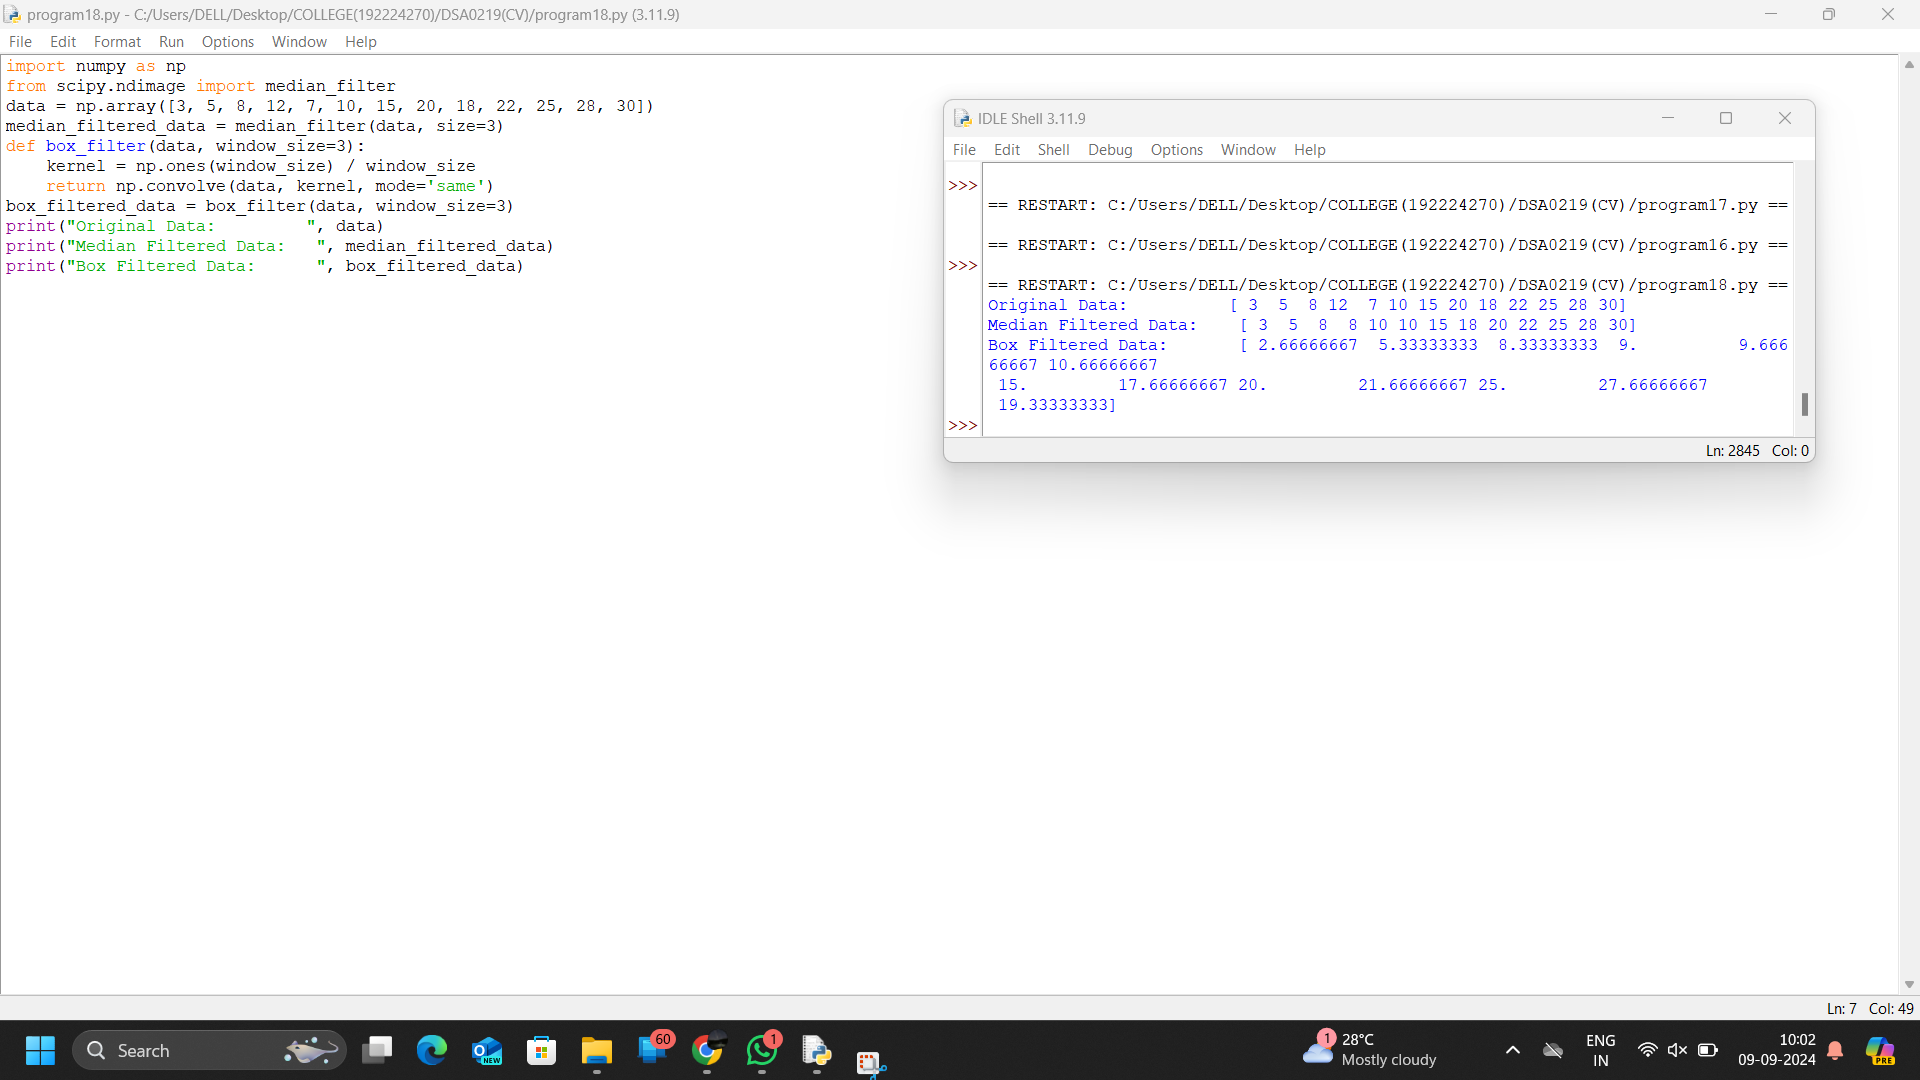 program18.py - C:/Users/DELL/Desktop/COLLEGE(192224270)/DSA0219(CV)/program18.py (3.11.9)
File Edit Format Run Options Window Help
import numpy as np
from scipy.ndimage import median_filter
data = np.array([3, 5, 8, 12, 7, 10, 15, 20, 18, 22, 25, 28, 30])
median_filtered_data = median_filter(data, size=3)
def box_filter(data, window_size=3):
    kernel = np.ones(window_size) / window_size
    return np.convolve(data, kernel, mode='same')
box_filtered_data = box_filter(data, window_size=3)
print("Original Data:         ", data)
print("Median Filtered Data:   ", median_filtered_data)
print("Box Filtered Data:      ", box_filtered_data)
IDLE Shell 3.11.9
File Edit Shell Debug Options Window Help
>>>
== RESTART: C:/Users/DELL/Desktop/COLLEGE(192224270)/DSA0219(CV)/program17.py ==
== RESTART: C:/Users/DELL/Desktop/COLLEGE(192224270)/DSA0219(CV)/program16.py ==
>>>
== RESTART: C:/Users/DELL/Desktop/COLLEGE(192224270)/DSA0219(CV)/program18.py ==
Original Data:          [ 3  5  8 12  7 10 15 20 18 22 25 28 30]
Median Filtered Data:    [ 3  5  8  8 10 10 15 18 20 22 25 28 30]
Box Filtered Data:       [ 2.66666667  5.33333333  8.33333333  9.          9.666
66667 10.66666667
 15.         17.66666667 20.         21.66666667 25.         27.66666667
 19.33333333]
>>>
Ln: 2845 Col: 0
Ln: 7 Col: 49
Search
NEW
60
1
1
28°C
Mostly cloudy
ENG
IN
10:02
09-09-2024
PRE